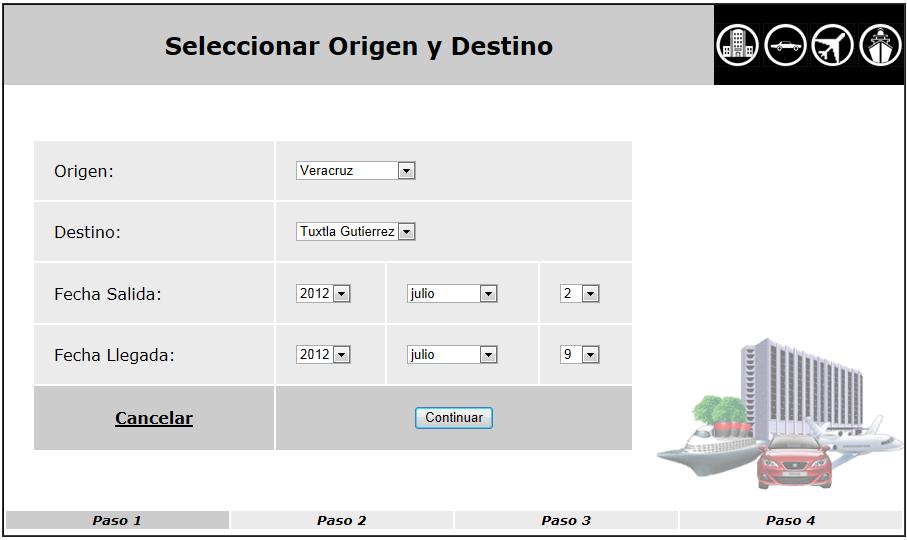 Seleccionar Origen y Destino
Origen: Veracruz
Destino: Tuxtla Gutierrez
Fecha Salida: 2012 julio 2
Fecha Llegada: 2012 julio 9
Cancelar Continuar
Paso 1 Paso 2 Paso 3 Paso 4